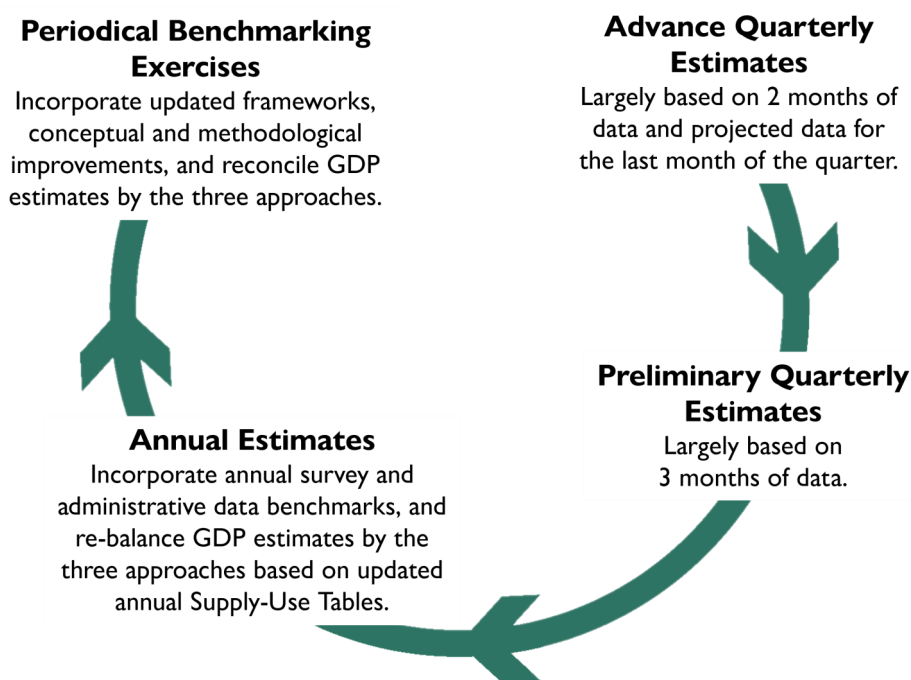 Periodical Benchmarking
Exercises
Incorporate updated frameworks,
conceptual and methodological
improvements, and reconcile GDP
estimates by the three approaches.
Advance Quarterly
Estimates
Largely based on 2 months of
data and projected data for
the last month of the quarter.
Preliminary Quarterly
Estimates
Largely based on
3 months of data.
Annual Estimates
Incorporate annual survey and
administrative data benchmarks, and
re-balance GDP estimates by the
three approaches based on updated
annual Supply-Use Tables.